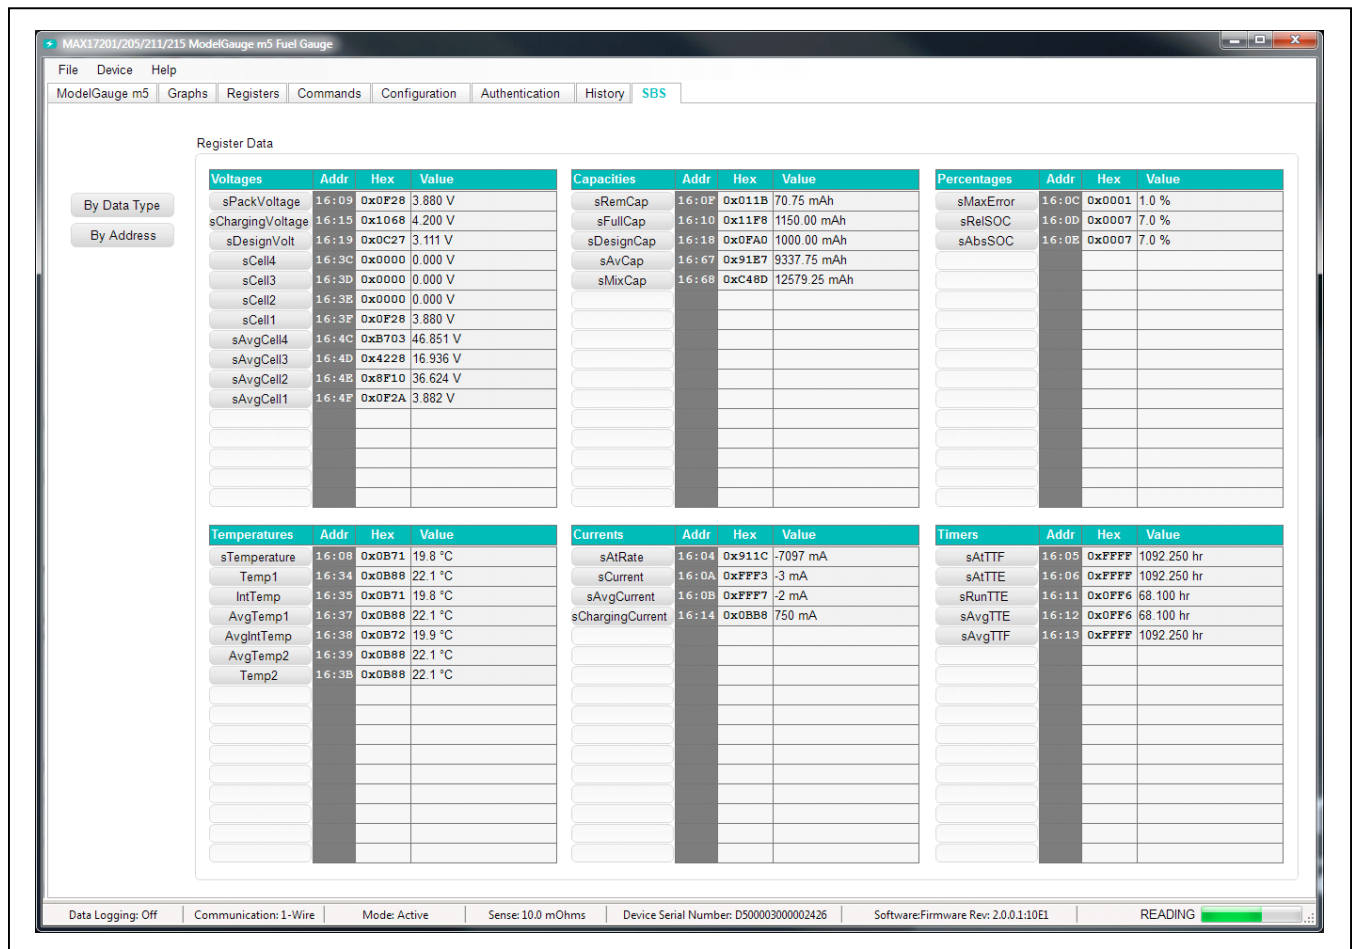 MAX17201/205/211/215 ModelGauge m5 Fuel Gauge
File Device Help
ModelGauge m5 Graphs Registers Commands Configuration Authentication History SBS
Register Data
By Data Type
By Address
Voltages Addr Hex Value
sPackVoltage 16:09 0x0F28 3.880 V
sChargingVoltage 16:15 0x1068 4.200 V
sDesignVolt 16:19 0x0C27 3.111 V
sCell4 16:3C 0x0000 0.000 V
sCell3 16:3D 0x0000 0.000 V
sCell2 16:3E 0x0000 0.000 V
sCell1 16:3F 0x0F28 3.880 V
sAvgCell4 16:4C 0xB703 46.851 V
sAvgCell3 16:4D 0x4228 16.936 V
sAvgCell2 16:4E 0x8F10 36.624 V
sAvgCell1 16:4F 0x0F2A 3.882 V
Capacities Addr Hex Value
sRemCap 16:0F 0x011B 70.75 mAh
sFullCap 16:10 0x11F8 1150.00 mAh
sDesignCap 16:18 0x0FA0 1000.00 mAh
sAvCap 16:67 0x91E7 9337.75 mAh
sMixCap 16:68 0xC48D 12579.25 mAh
Percentages Addr Hex Value
sMaxError 16:0C 0x0001 1.0 %
sRelSOC 16:0D 0x0007 7.0 %
sAbsSOC 16:0E 0x0007 7.0 %
Temperatures Addr Hex Value
sTemperature 16:08 0x0B71 19.8 °C
Temp1 16:34 0x0B88 22.1 °C
IntTemp 16:35 0x0B71 19.8 °C
AvgTemp1 16:37 0x0B88 22.1 °C
AvgIntTemp 16:38 0x0B72 19.9 °C
AvgTemp2 16:39 0x0B88 22.1 °C
Temp2 16:3B 0x0B88 22.1 °C
Currents Addr Hex Value
sAtRate 16:04 0x911C -7097 mA
sCurrent 16:0A 0xFFF3 -3 mA
sAvgCurrent 16:0B 0xFFF7 -2 mA
sChargingCurrent 16:14 0x0BB8 750 mA
Timers Addr Hex Value
sAtTTF 16:05 0xFFFF 1092.250 hr
sAtTTE 16:06 0xFFFF 1092.250 hr
sRunTTE 16:11 0x0FF6 68.100 hr
sAvgTTE 16:12 0x0FF6 68.100 hr
sAvgTTF 16:13 0xFFFF 1092.250 hr
Data Logging: Off Communication: 1-Wire Mode: Active Sense: 10.0 mOhms Device Serial Number: D500003000002426 Software:Firmware Rev: 2.0.0.1:10E1 READING